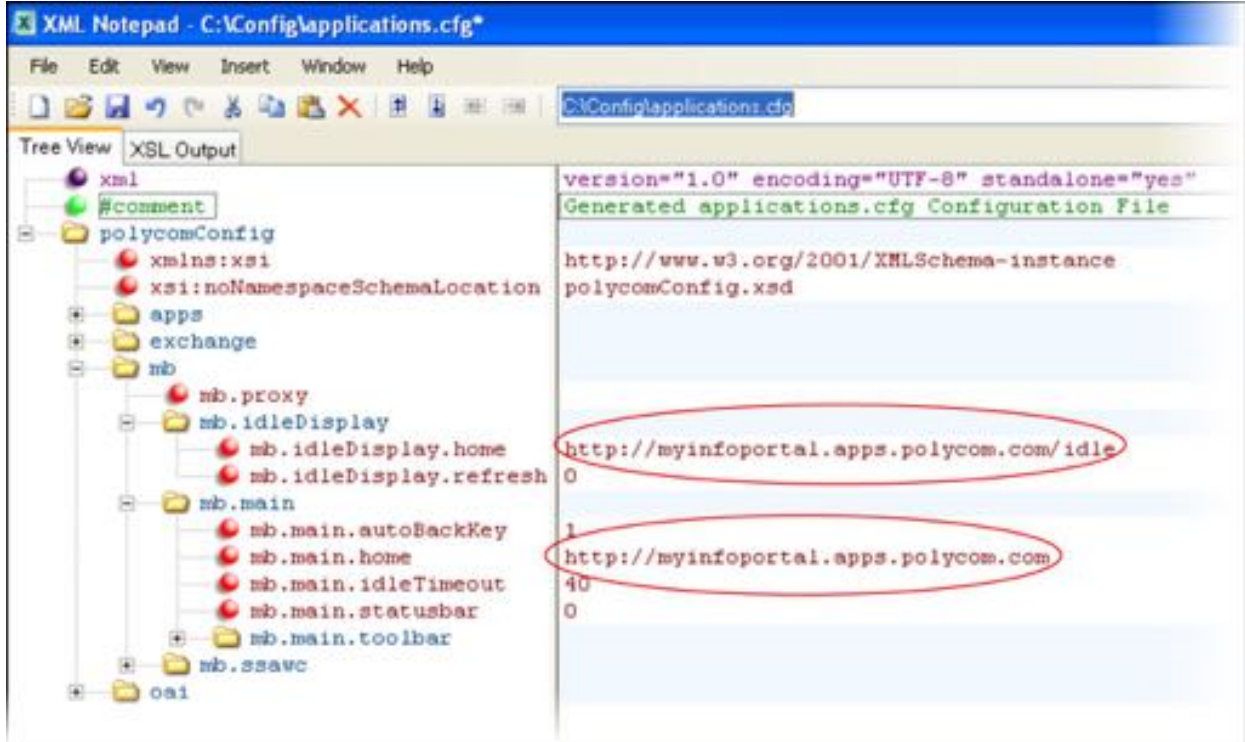 XML Notepad - C:\Config\applications.cfg*
File Edit View Insert Window Help
C:\Config\applications.cfg
Tree View XSL Output
xml version="1.0" encoding="UTF-8" standalone="yes"
#comment Generated applications.cfg Configuration File
polycomConfig
xmlns:xsi http://www.w3.org/2001/XMLSchema-instance
xsi:noNamespaceSchemaLocation polycomConfig.xsd
apps
exchange
mb
mb.proxy
mb.idleDisplay
mb.idleDisplay.home http://myinfoportal.apps.polycom.com/idle
mb.idleDisplay.refresh 0
mb.main
mb.main.autoBackKey 1
mb.main.home http://myinfoportal.apps.polycom.com
mb.main.idleTimeout 40
mb.main.statusbar 0
mb.main.toolbar
mb.ssawc
oai